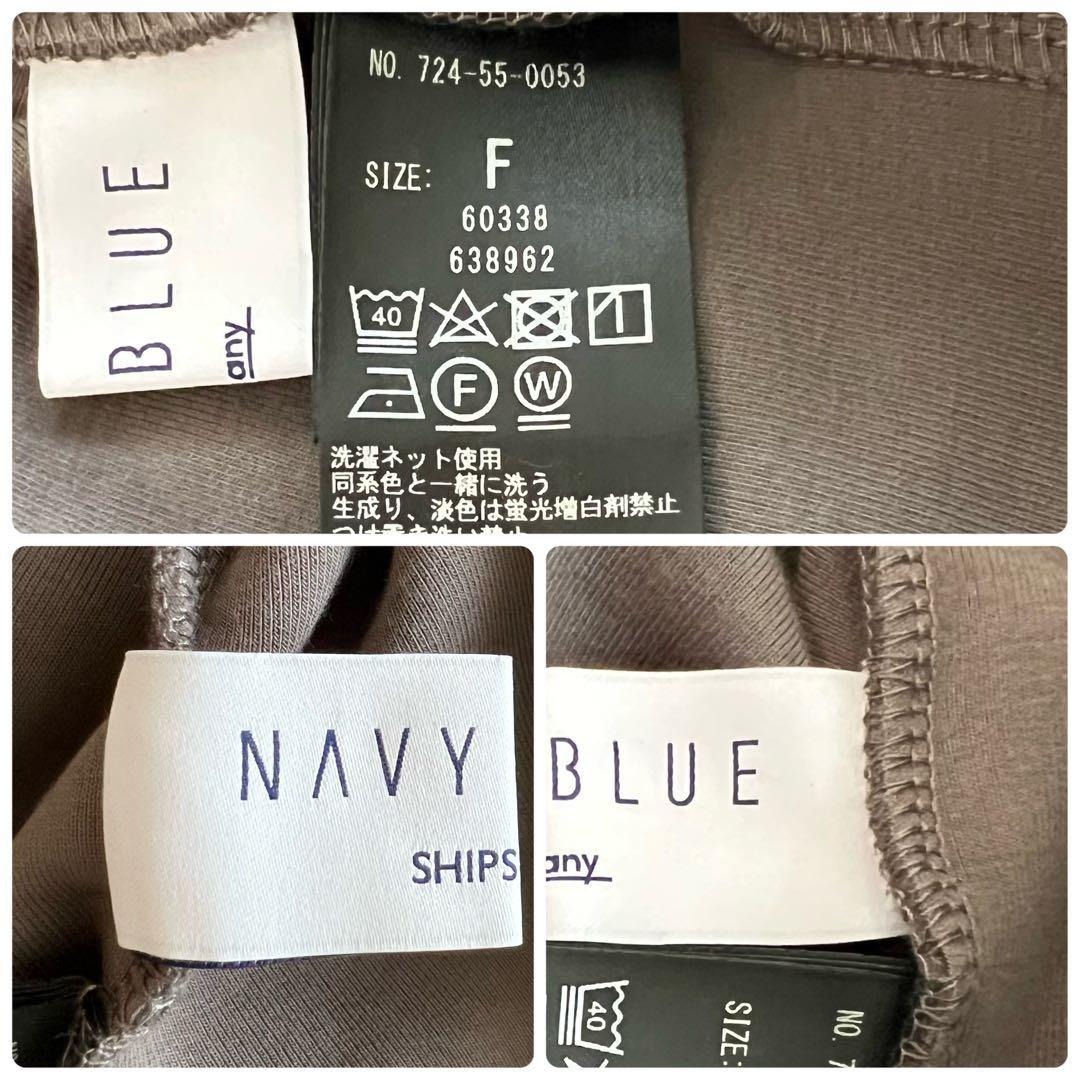 BLUE
any
NO. 724-55-0053
SIZE: F
60338
638962
40
F
W
洗濯ネット使用
同系色と一緒に洗う
生成り、淡色は蛍光増白剤禁止
NAVY
SHIPS
BLUE
any
40
SIZE:
NO. 7